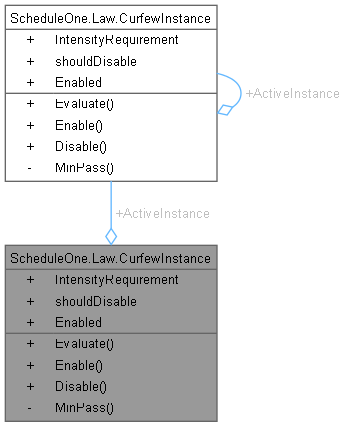 ScheduleOne.Law.CurfewInstance
+ IntensityRequirement
+ shouldDisable
+ Enabled
+ Evaluate()
+ Enable()
+ Disable()
- MinPass()
+ActiveInstance
+ActiveInstance
ScheduleOne.Law.CurfewInstance
+ IntensityRequirement
+ shouldDisable
+ Enabled
+ Evaluate()
+ Enable()
+ Disable()
- MinPass()